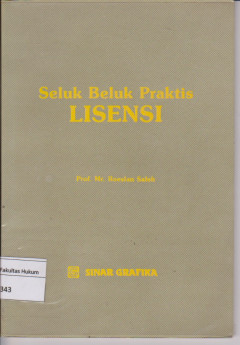 Seluk Beluk Praktis
LISENSI
Prof. Mr. Roeslan Saleh
SINAR GRAFIKA
Fakultas Hukum
343